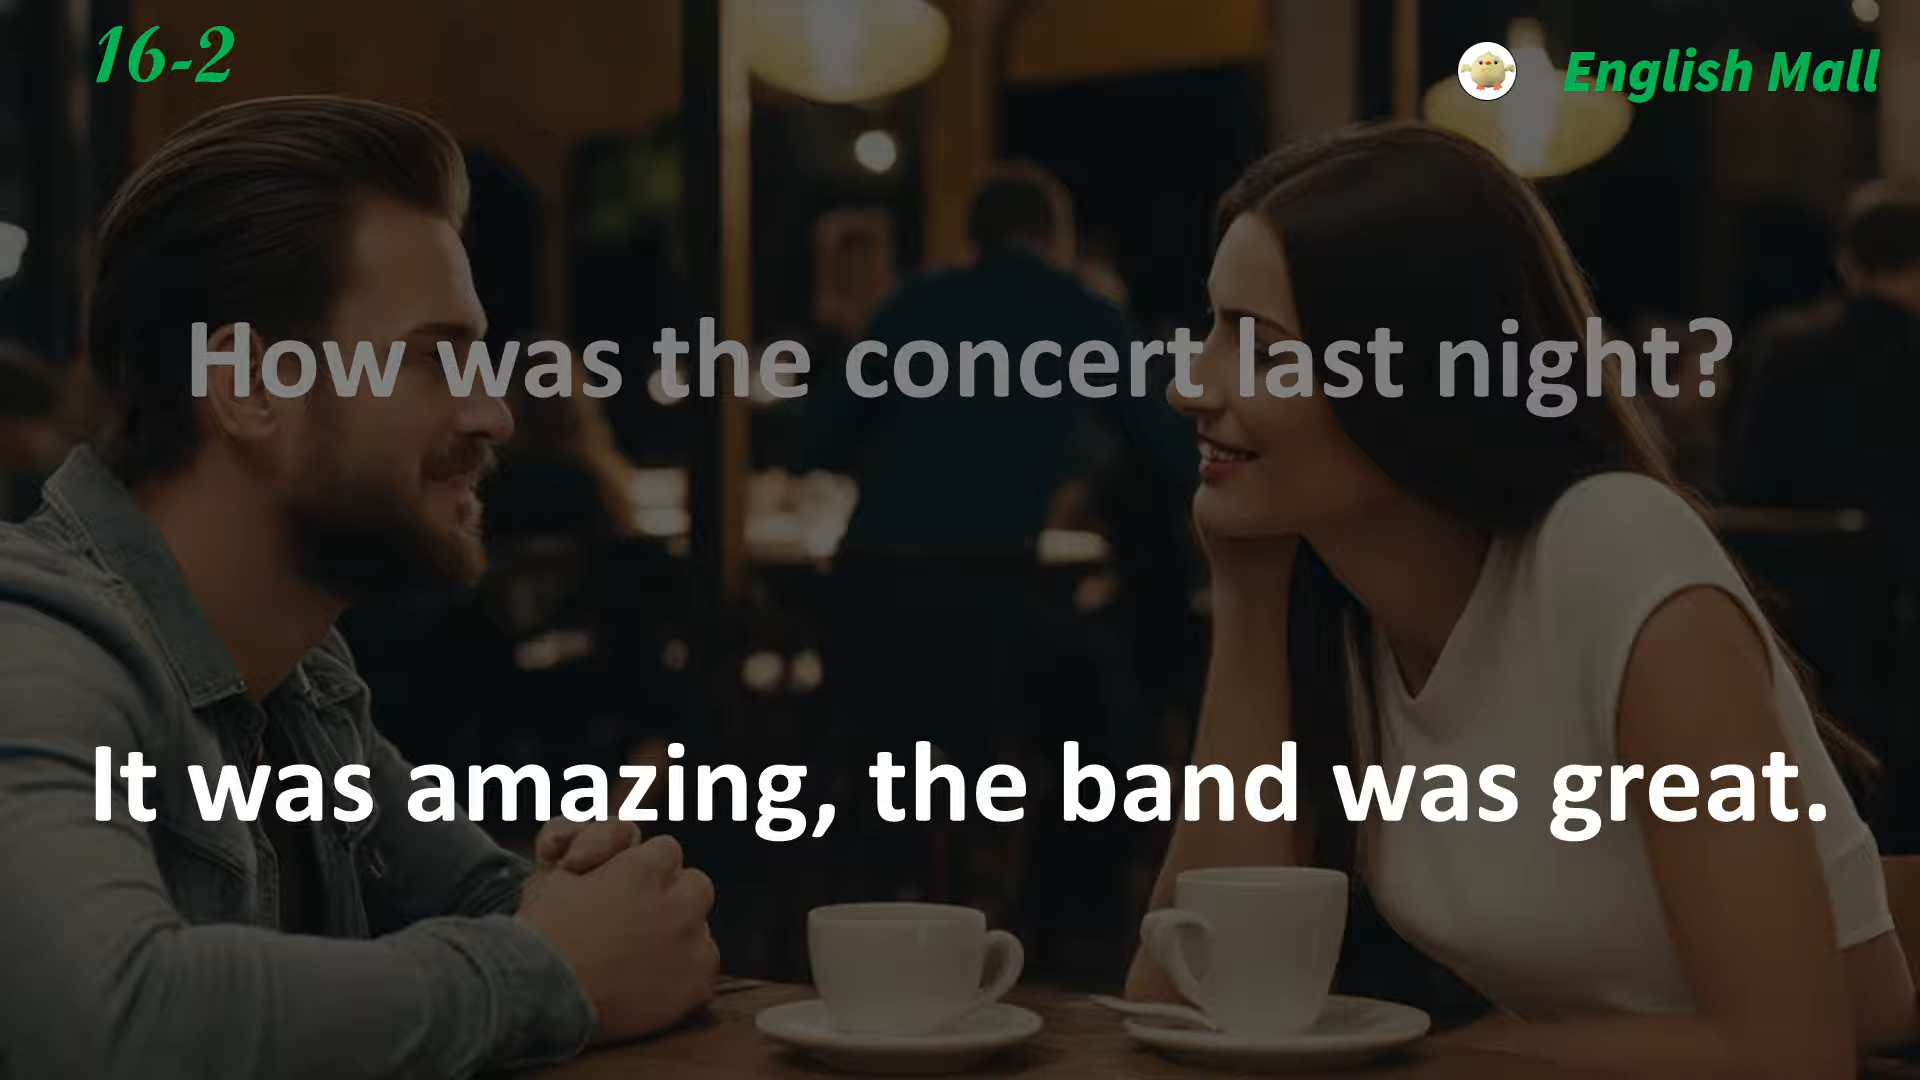 16-2
English Mall
How was the concert last night?
It was amazing, the band was great.